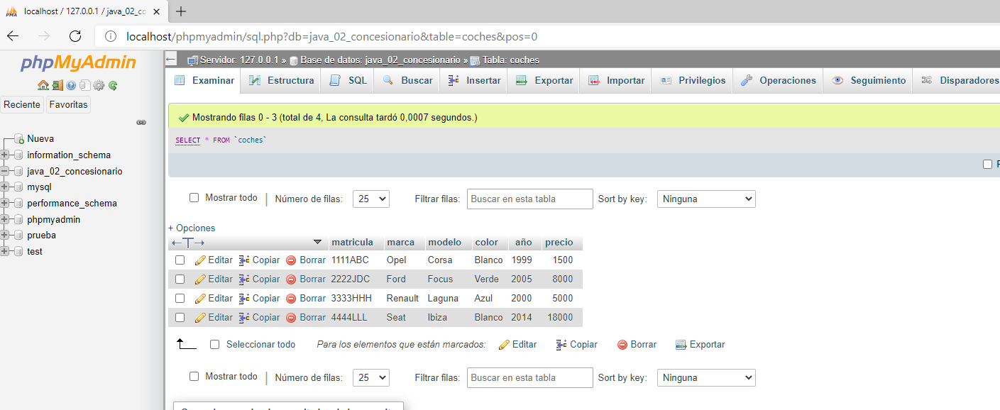 localhost / 127.0.0.1 / java_02_co
localhost/phpmyadmin/sql.php?db=java_02_concesionario&table=coches&pos=0
phpMyAdmin
Reciente Favoritas
Nueva
information_schema
java_02_concesionario
mysql
performance_schema
phpmyadmin
prueba
test
Servidor: 127.0.0.1 » Base de datos: java_02_concesionario » Tabla: coches
Examinar Estructura SQL Buscar Insertar Exportar Importar Privilegios Operaciones Seguimiento Disparadores
Mostrando filas 0 - 3 (total de 4, La consulta tardó 0,0007 segundos.)
SELECT * FROM `coches`
Mostrar todo Número de filas: 25 Filtrar filas: Buscar en esta tabla Sort by key: Ninguna
+ Opciones
matricula marca modelo color año precio
Editar Copiar Borrar 1111ABC Opel Corsa Blanco 1999 1500
Editar Copiar Borrar 2222JDC Ford Focus Verde 2005 8000
Editar Copiar Borrar 3333HHH Renault Laguna Azul 2000 5000
Editar Copiar Borrar 4444LLL Seat Ibiza Blanco 2014 18000
Seleccionar todo Para los elementos que están marcados: Editar Copiar Borrar Exportar
Mostrar todo Número de filas: 25 Filtrar filas: Buscar en esta tabla Sort by key: Ninguna